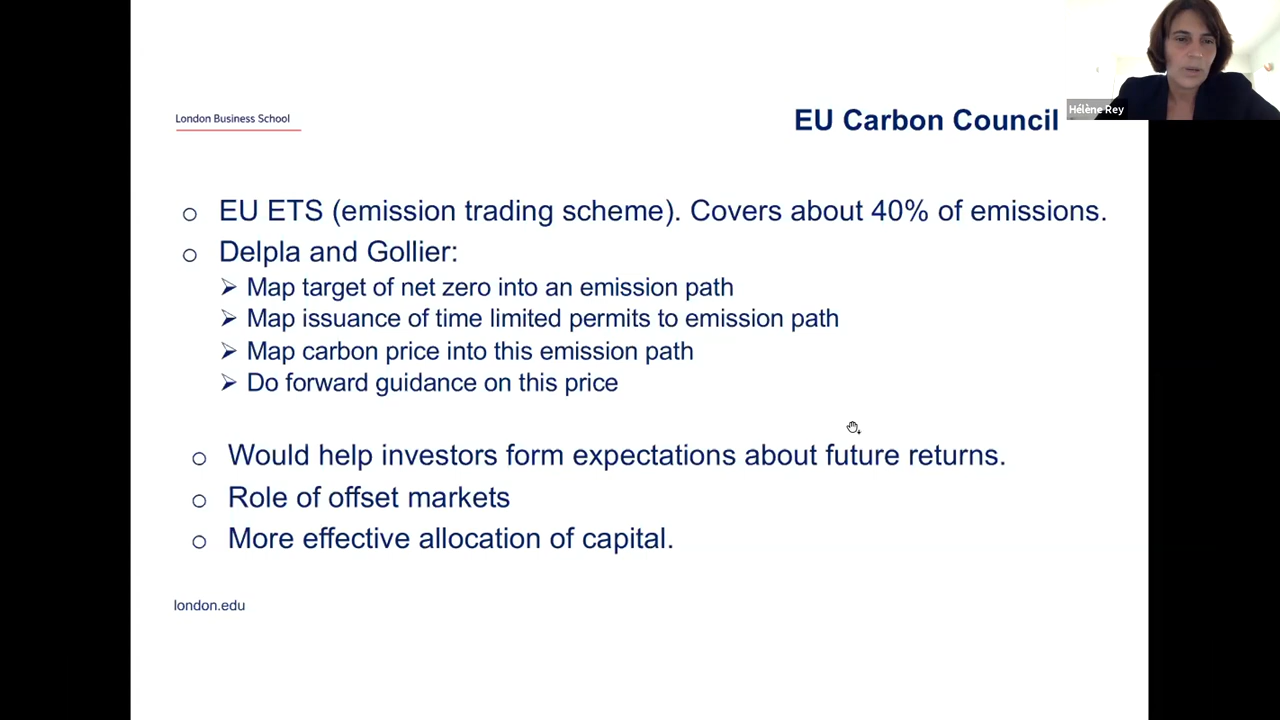 London Business School
EU Carbon Council
Hélène Rey
o EU ETS (emission trading scheme). Covers about 40% of emissions.
o Delpla and Gollier:
➢ Map target of net zero into an emission path
➢ Map issuance of time limited permits to emission path
➢ Map carbon price into this emission path
➢ Do forward guidance on this price
o Would help investors form expectations about future returns.
o Role of offset markets
o More effective allocation of capital.
london.edu